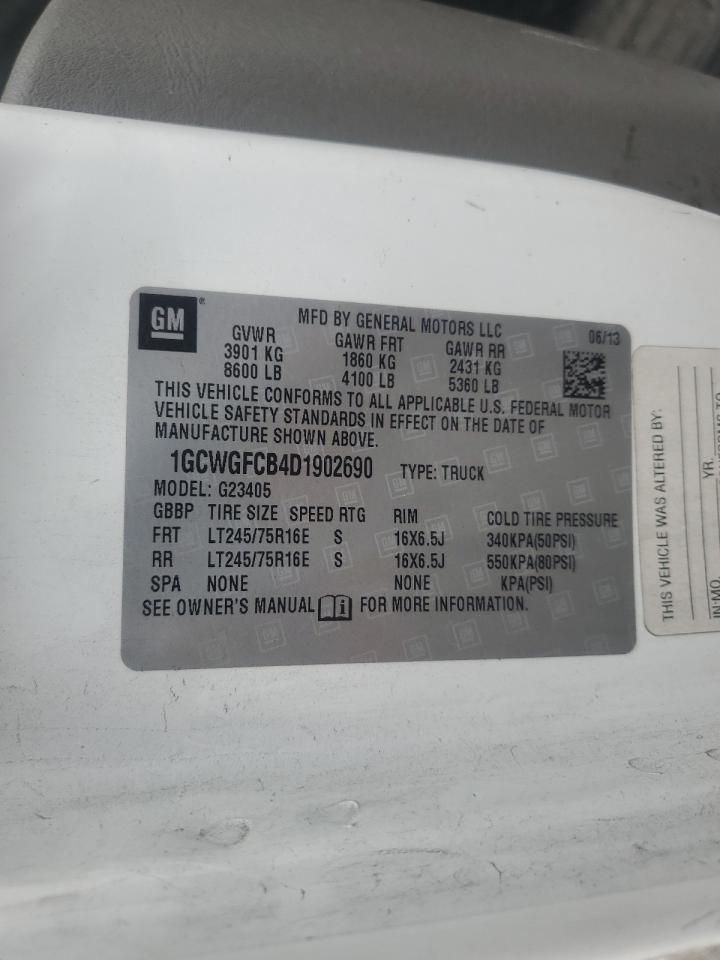 GM ®
MFD BY GENERAL MOTORS LLC 06/13
GVWR GAWR FRT GAWR RR
3901 KG 1860 KG 2431 KG
8600 LB 4100 LB 5360 LB
THIS VEHICLE CONFORMS TO ALL APPLICABLE U.S. FEDERAL MOTOR
VEHICLE SAFETY STANDARDS IN EFFECT ON THE DATE OF
MANUFACTURE SHOWN ABOVE.
1GCWGFCB4D1902690 TYPE: TRUCK
MODEL: G23405
GBBP TIRE SIZE SPEED RTG RIM COLD TIRE PRESSURE
FRT LT245/75R16E S 16X6.5J 340KPA(50PSI)
RR LT245/75R16E S 16X6.5J 550KPA(80PSI)
SPA NONE NONE KPA(PSI)
SEE OWNER'S MANUAL i FOR MORE INFORMATION.
THIS VEHICLE WAS ALTERED BY:
IN:MO. YR.